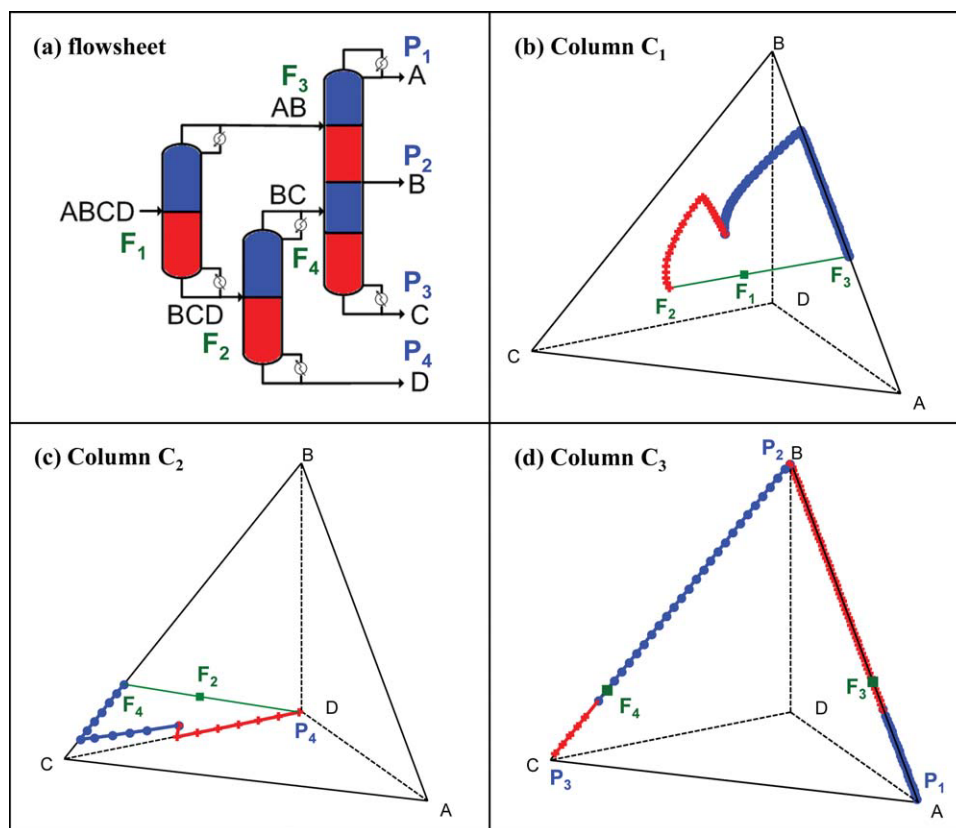 (a) flowsheet
P1
A
F3
AB
P2
B
BC
ABCD
F1
F4
P3
C
BCD
F2
P4
D
(b) Column C1
B
F3
F1
F2
D
C
A
(c) Column C2
B
F2
F4
D
P4
C
A
(d) Column C3
P2
B
F3
F4
D
C
P3
P1
A